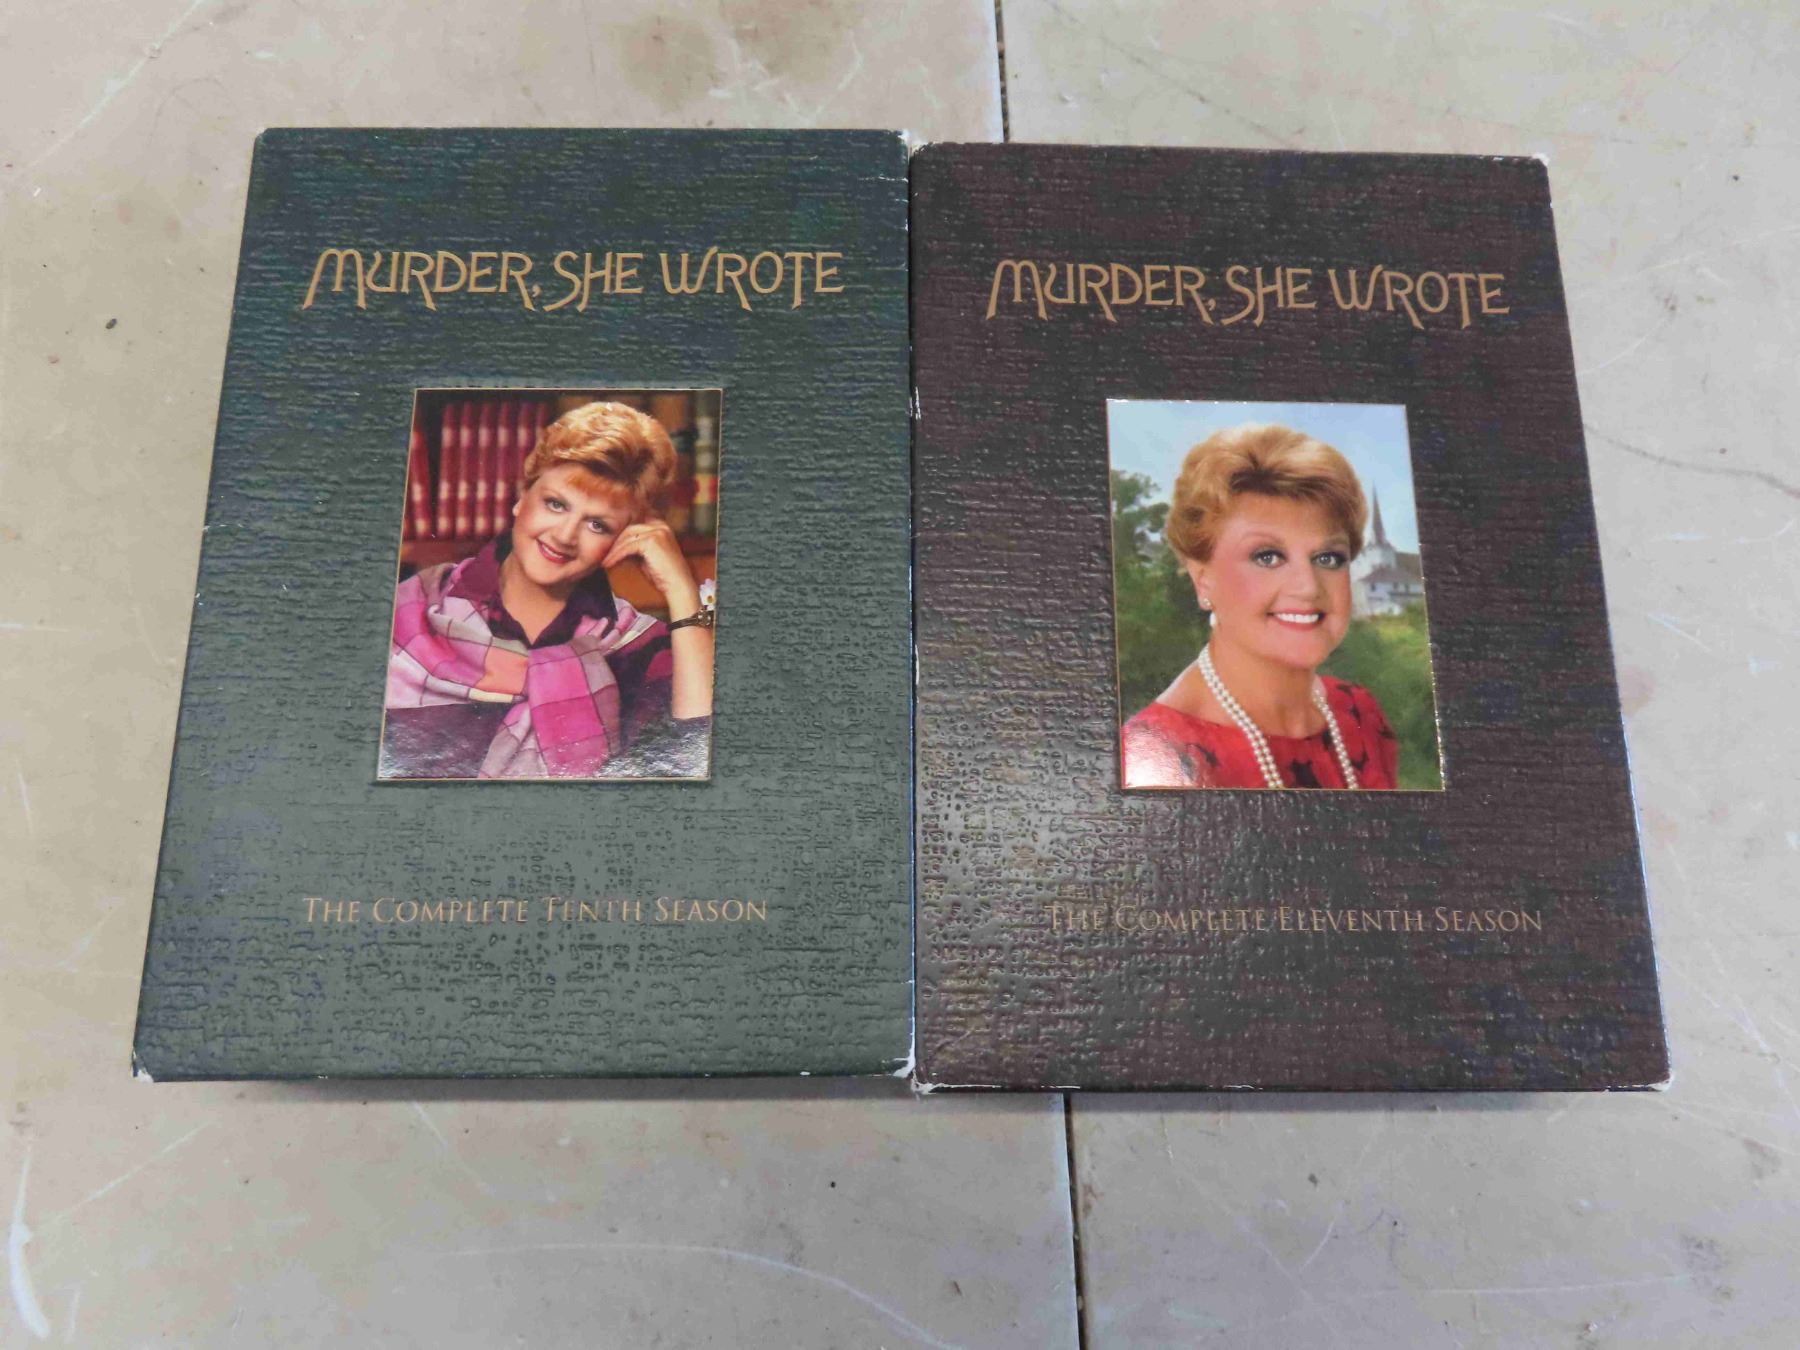 MURDER, SHE WROTE
THE COMPLETE TENTH SEASON
MURDER, SHE WROTE
THE COMPLETE ELEVENTH SEASON